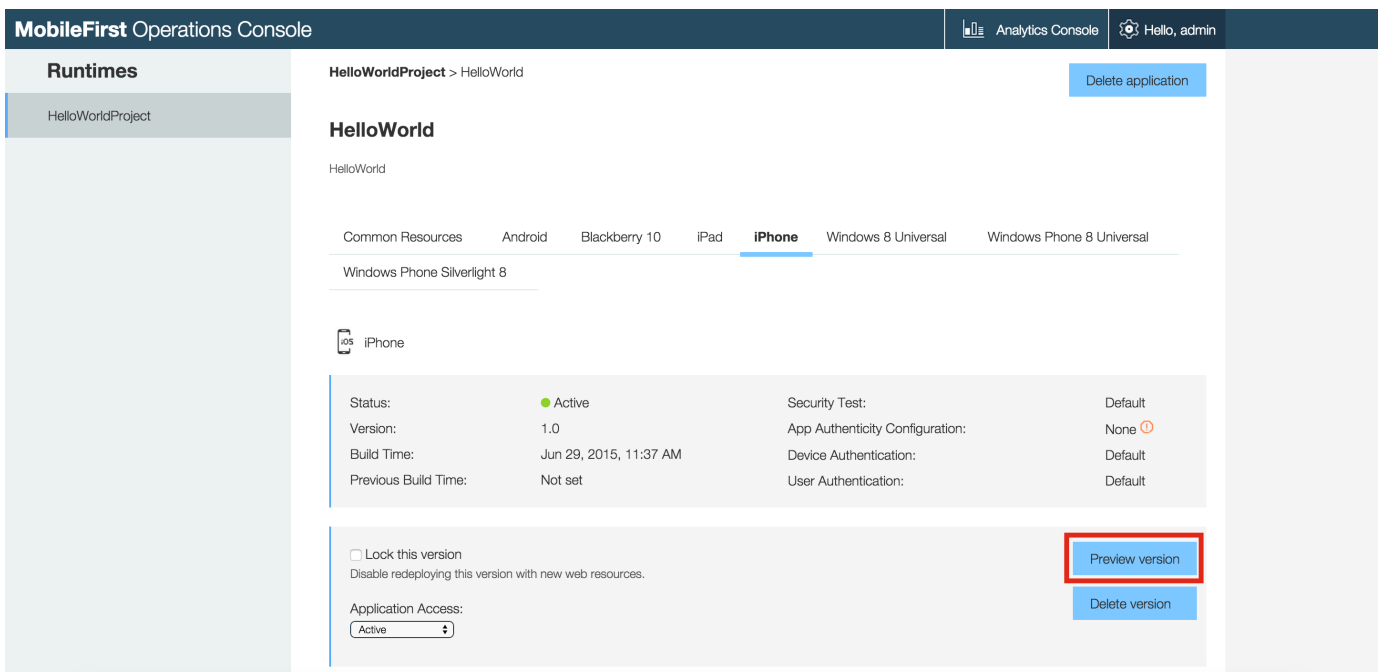 MobileFirst Operations Console
Analytics Console
Hello, admin
Runtimes
HelloWorldProject
HelloWorldProject > HelloWorld
Delete application
HelloWorld
HelloWorld
Common Resources Android Blackberry 10 iPad iPhone Windows 8 Universal Windows Phone 8 Universal
Windows Phone Silverlight 8
iOS iPhone
Status: Active Security Test: Default
Version: 1.0 App Authenticity Configuration: None
Build Time: Jun 29, 2015, 11:37 AM Device Authentication: Default
Previous Build Time: Not set User Authentication: Default
Lock this version
Disable redeploying this version with new web resources.
Preview version
Delete version
Application Access:
Active